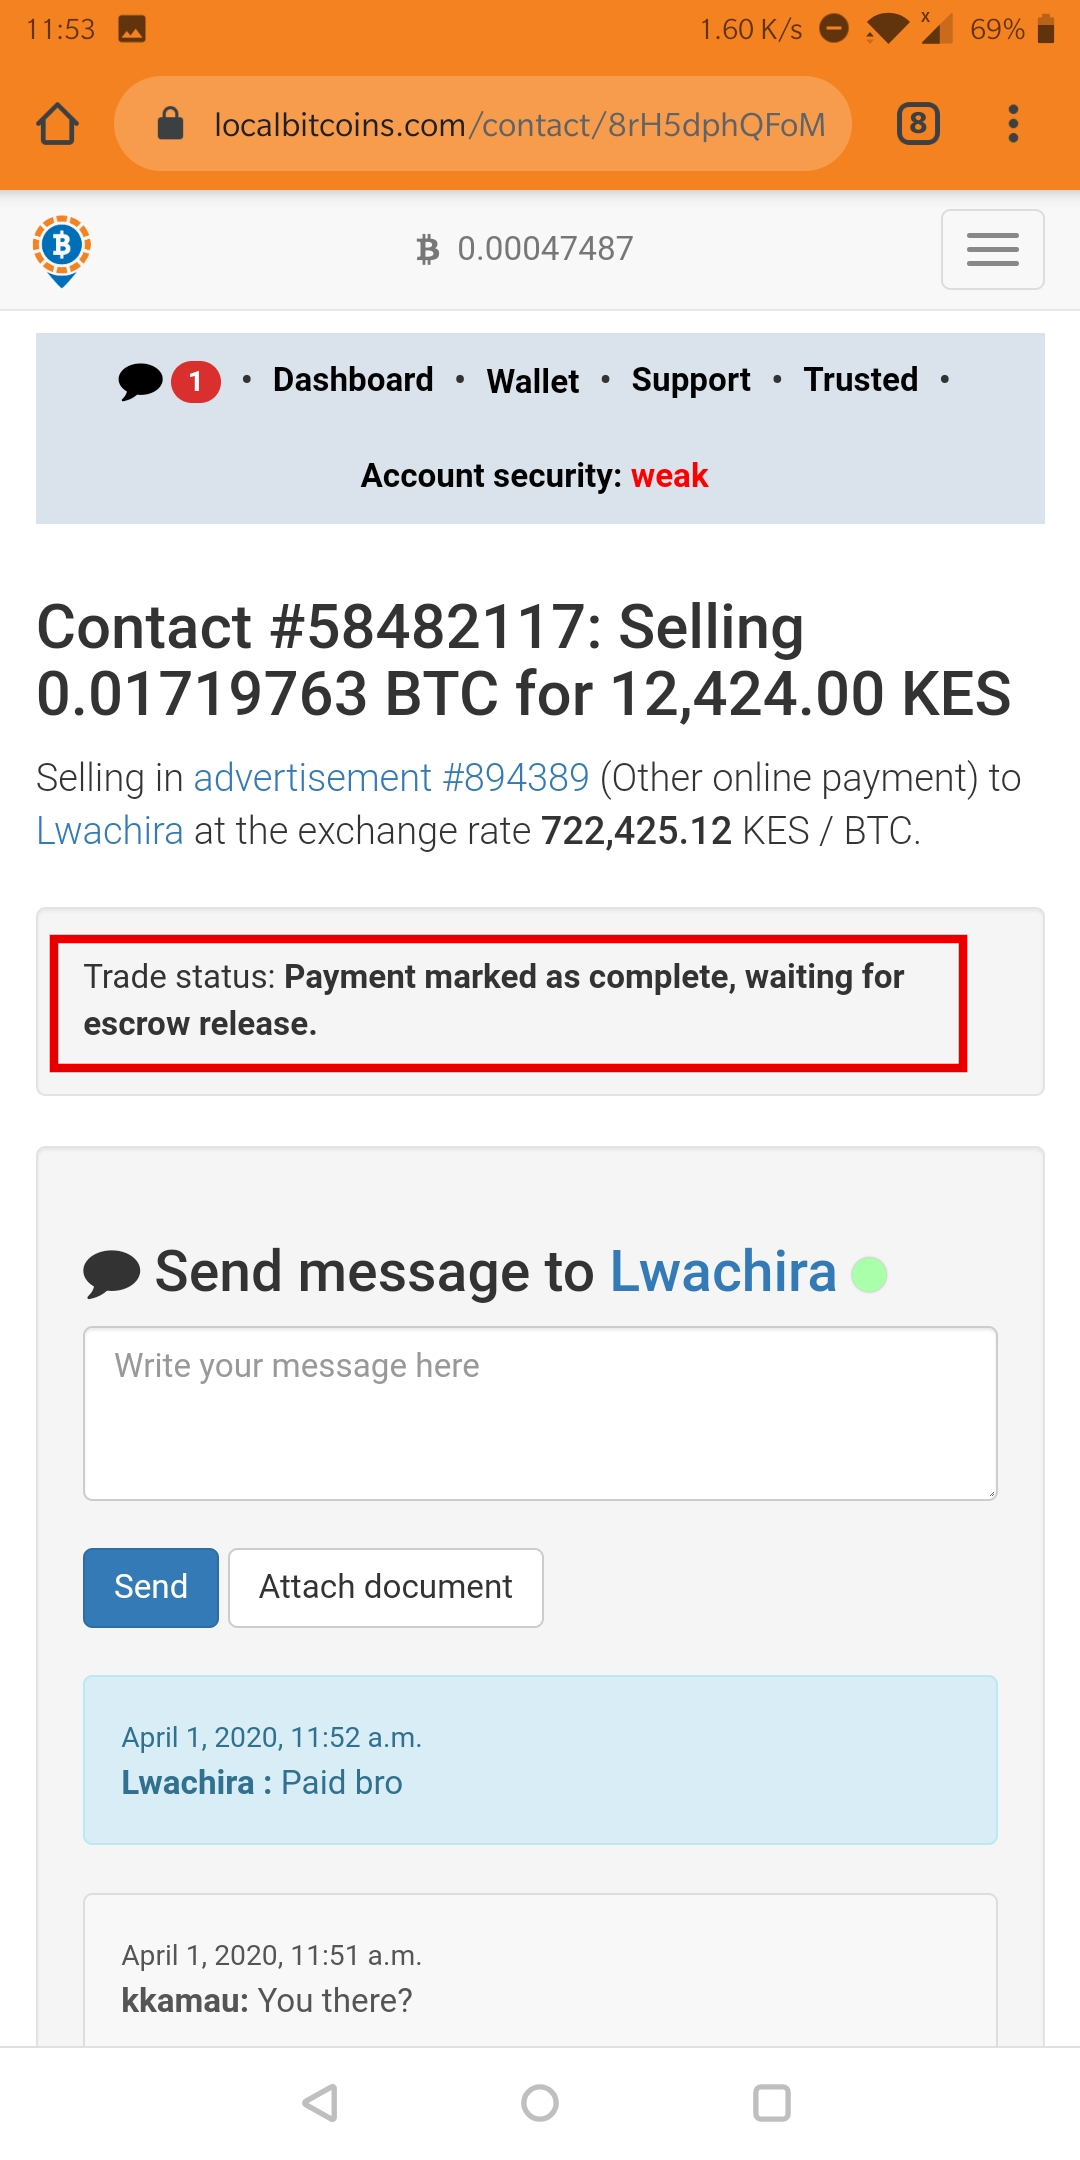 11:53 1.60 K/s x 69%
localbitcoins.com/contact/8rH5dphQFoM 8
0.00047487
1 • Dashboard • Wallet • Support • Trusted •
Account security: weak
Contact #58482117: Selling
0.01719763 BTC for 12,424.00 KES
Selling in advertisement #894389 (Other online payment) to
Lwachira at the exchange rate 722,425.12 KES / BTC.
Trade status: Payment marked as complete, waiting for
escrow release.
Send message to Lwachira
Write your message here
Send Attach document
April 1, 2020, 11:52 a.m.
Lwachira : Paid bro
April 1, 2020, 11:51 a.m.
kkamau: You there?